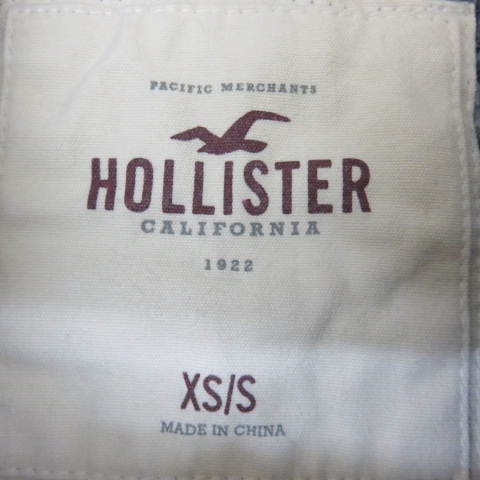 PACIFIC MERCHANTS
HOLLISTER
CALIFORNIA
1922
XS/S
MADE IN CHINA